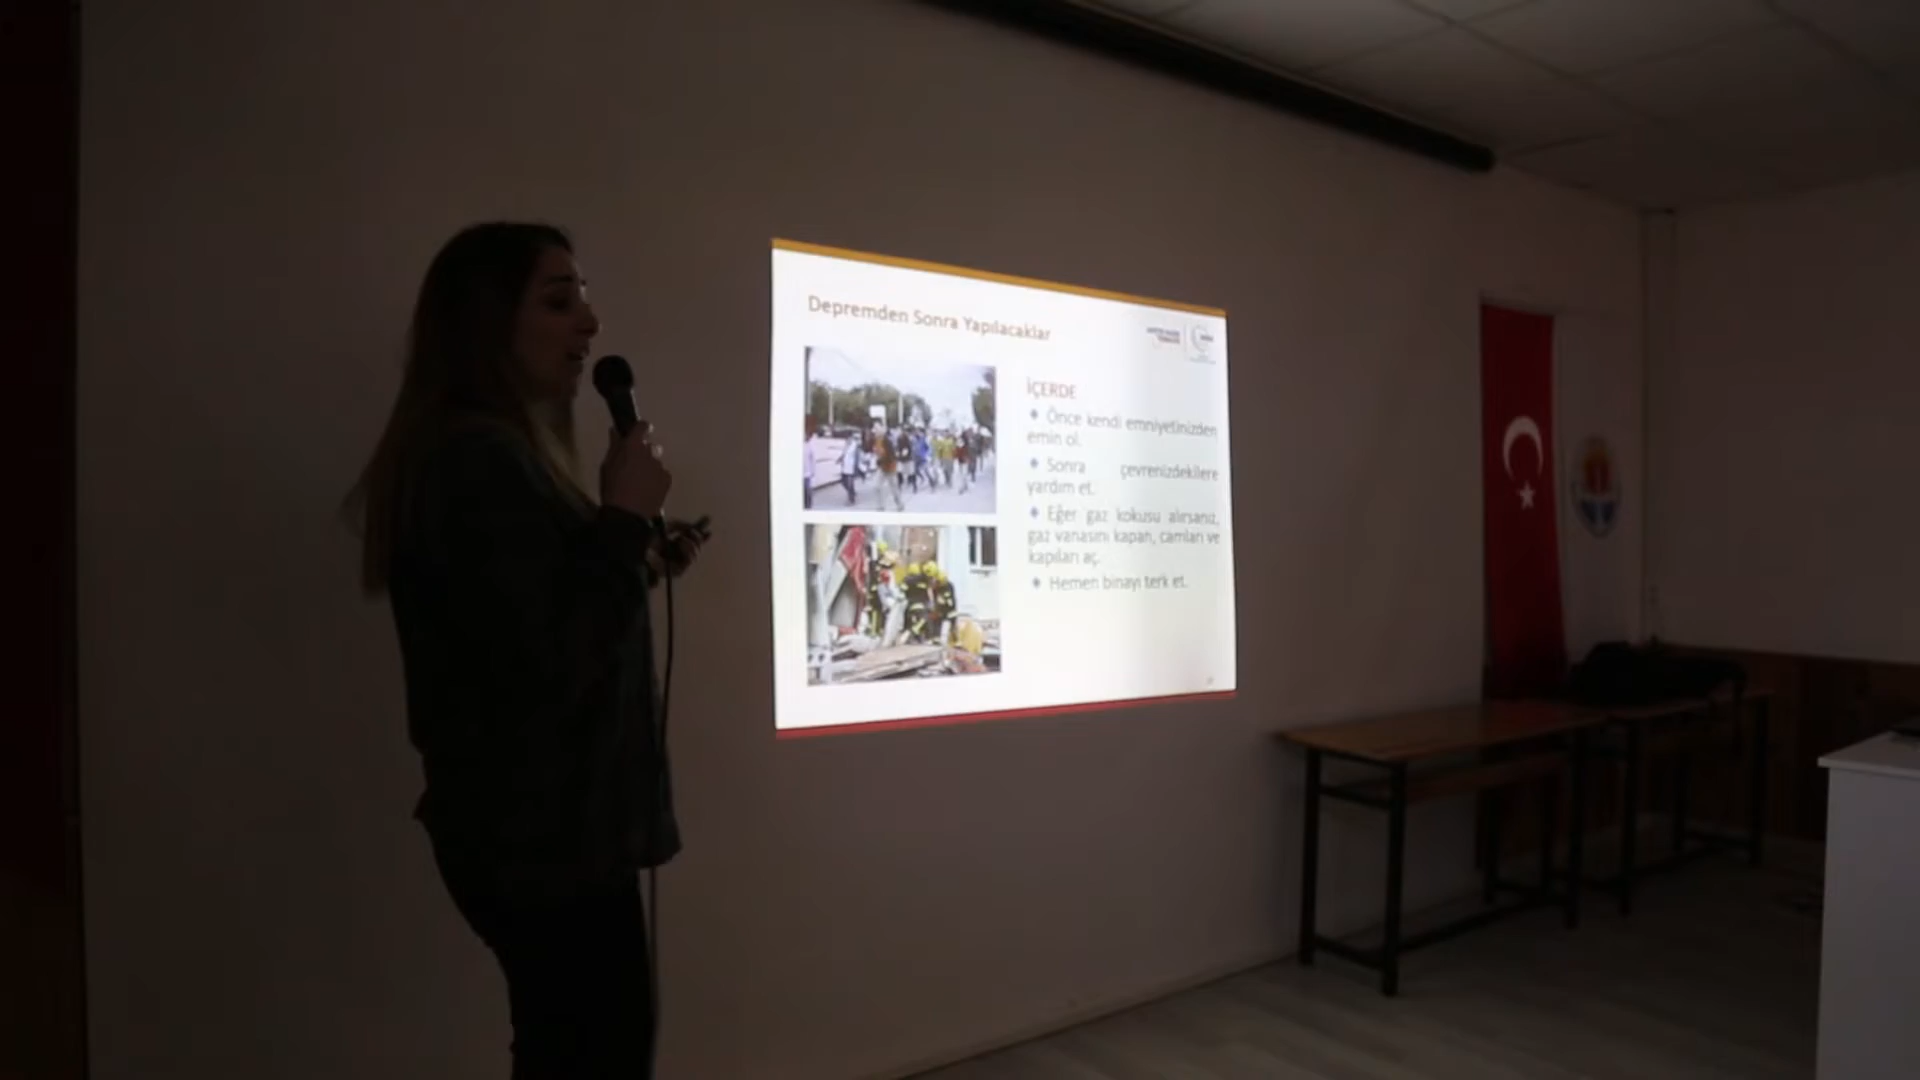 Depremden Sonra Yapılacaklar
İÇERDE
Önce kendi emniyetinizden
emin ol.
Sonra çevrenizdekilere
yardım et.
Eğer gaz kokusu alırsanız,
gaz vanasını kapan, camları ve
kapıları aç.
Hemen binayı terk et.